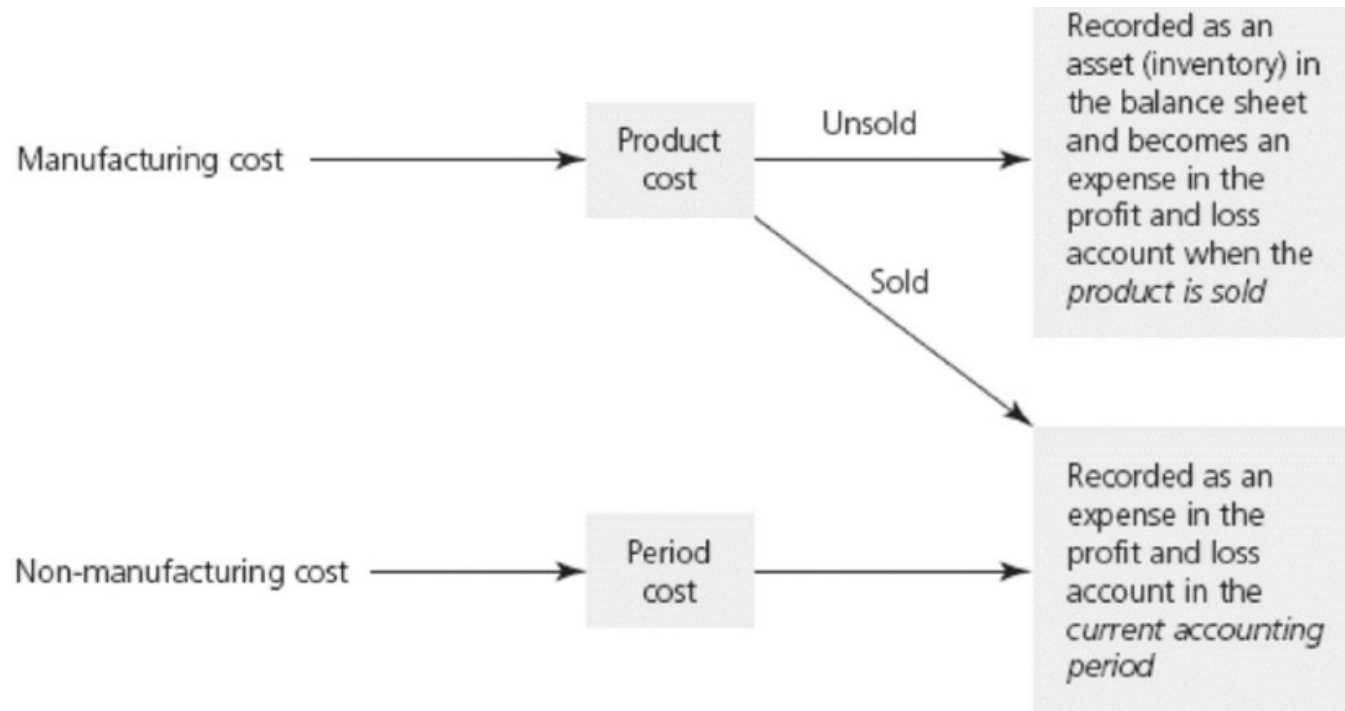 Manufacturing cost
Product
cost
Unsold
Recorded as an
asset (inventory) in
the balance sheet
and becomes an
expense in the
profit and loss
account when the
product is sold
Sold
Non-manufacturing cost
Period
cost
Recorded as an
expense in the
profit and loss
account in the
current accounting
period